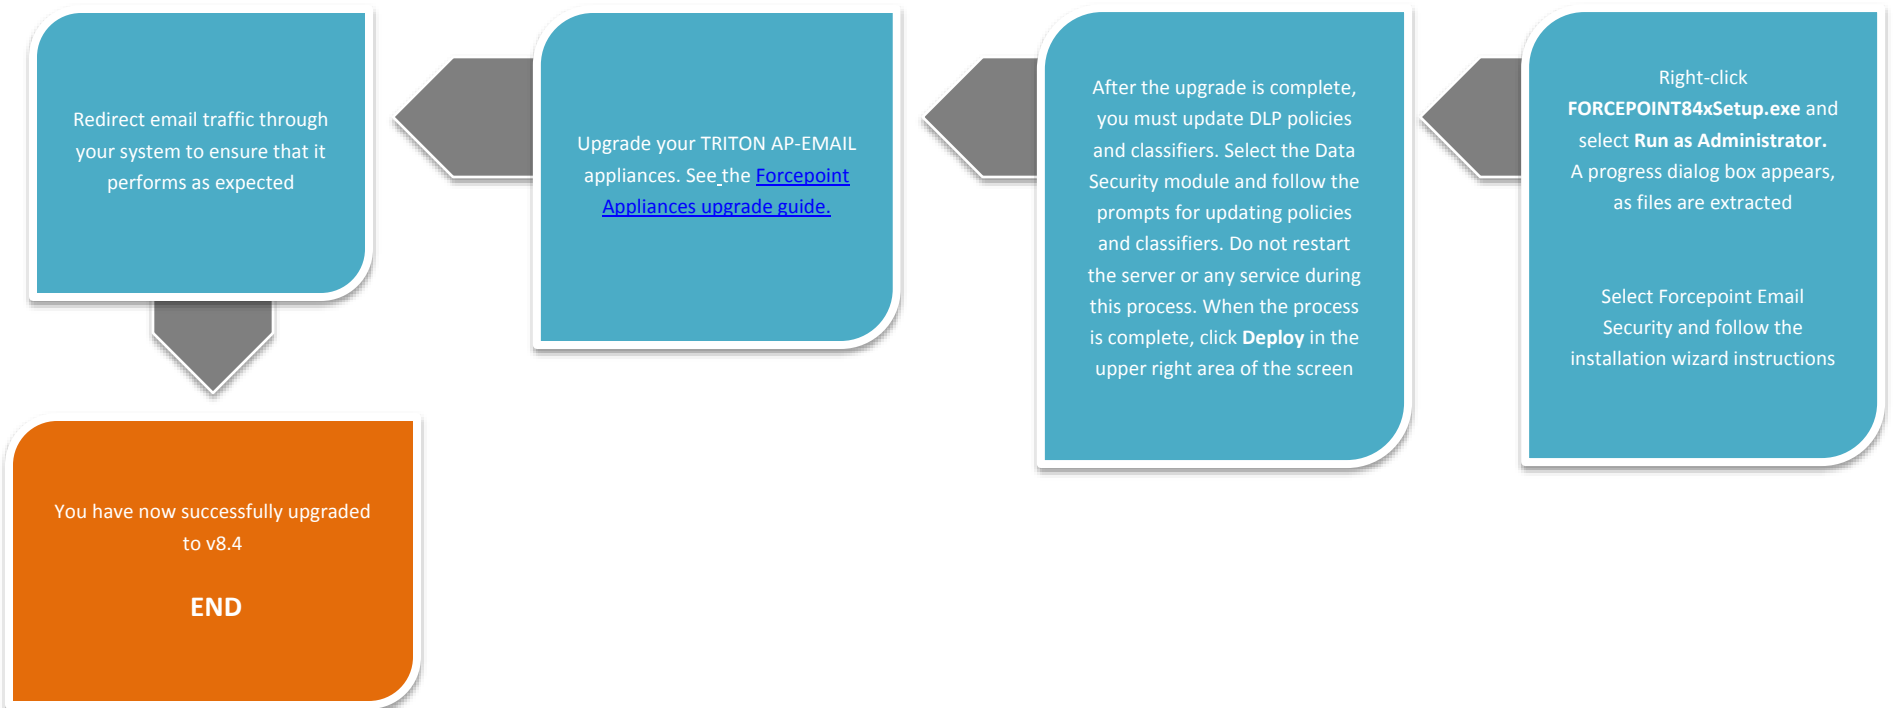 Redirect email traffic through
your system to ensure that it
performs as expected
Upgrade your TRITON AP-EMAIL
appliances. See the Forcepoint
Appliances upgrade guide.
After the upgrade is complete,
you must update DLP policies
and classifiers. Select the Data
Security module and follow the
prompts for updating policies
and classifiers. Do not restart
the server or any service during
this process. When the process
is complete, click Deploy in the
upper right area of the screen
Right-click
FORCEPOINT84xSetup.exe and
select Run as Administrator.
A progress dialog box appears,
as files are extracted
Select Forcepoint Email
Security and follow the
installation wizard instructions
You have now successfully upgraded
to v8.4
END